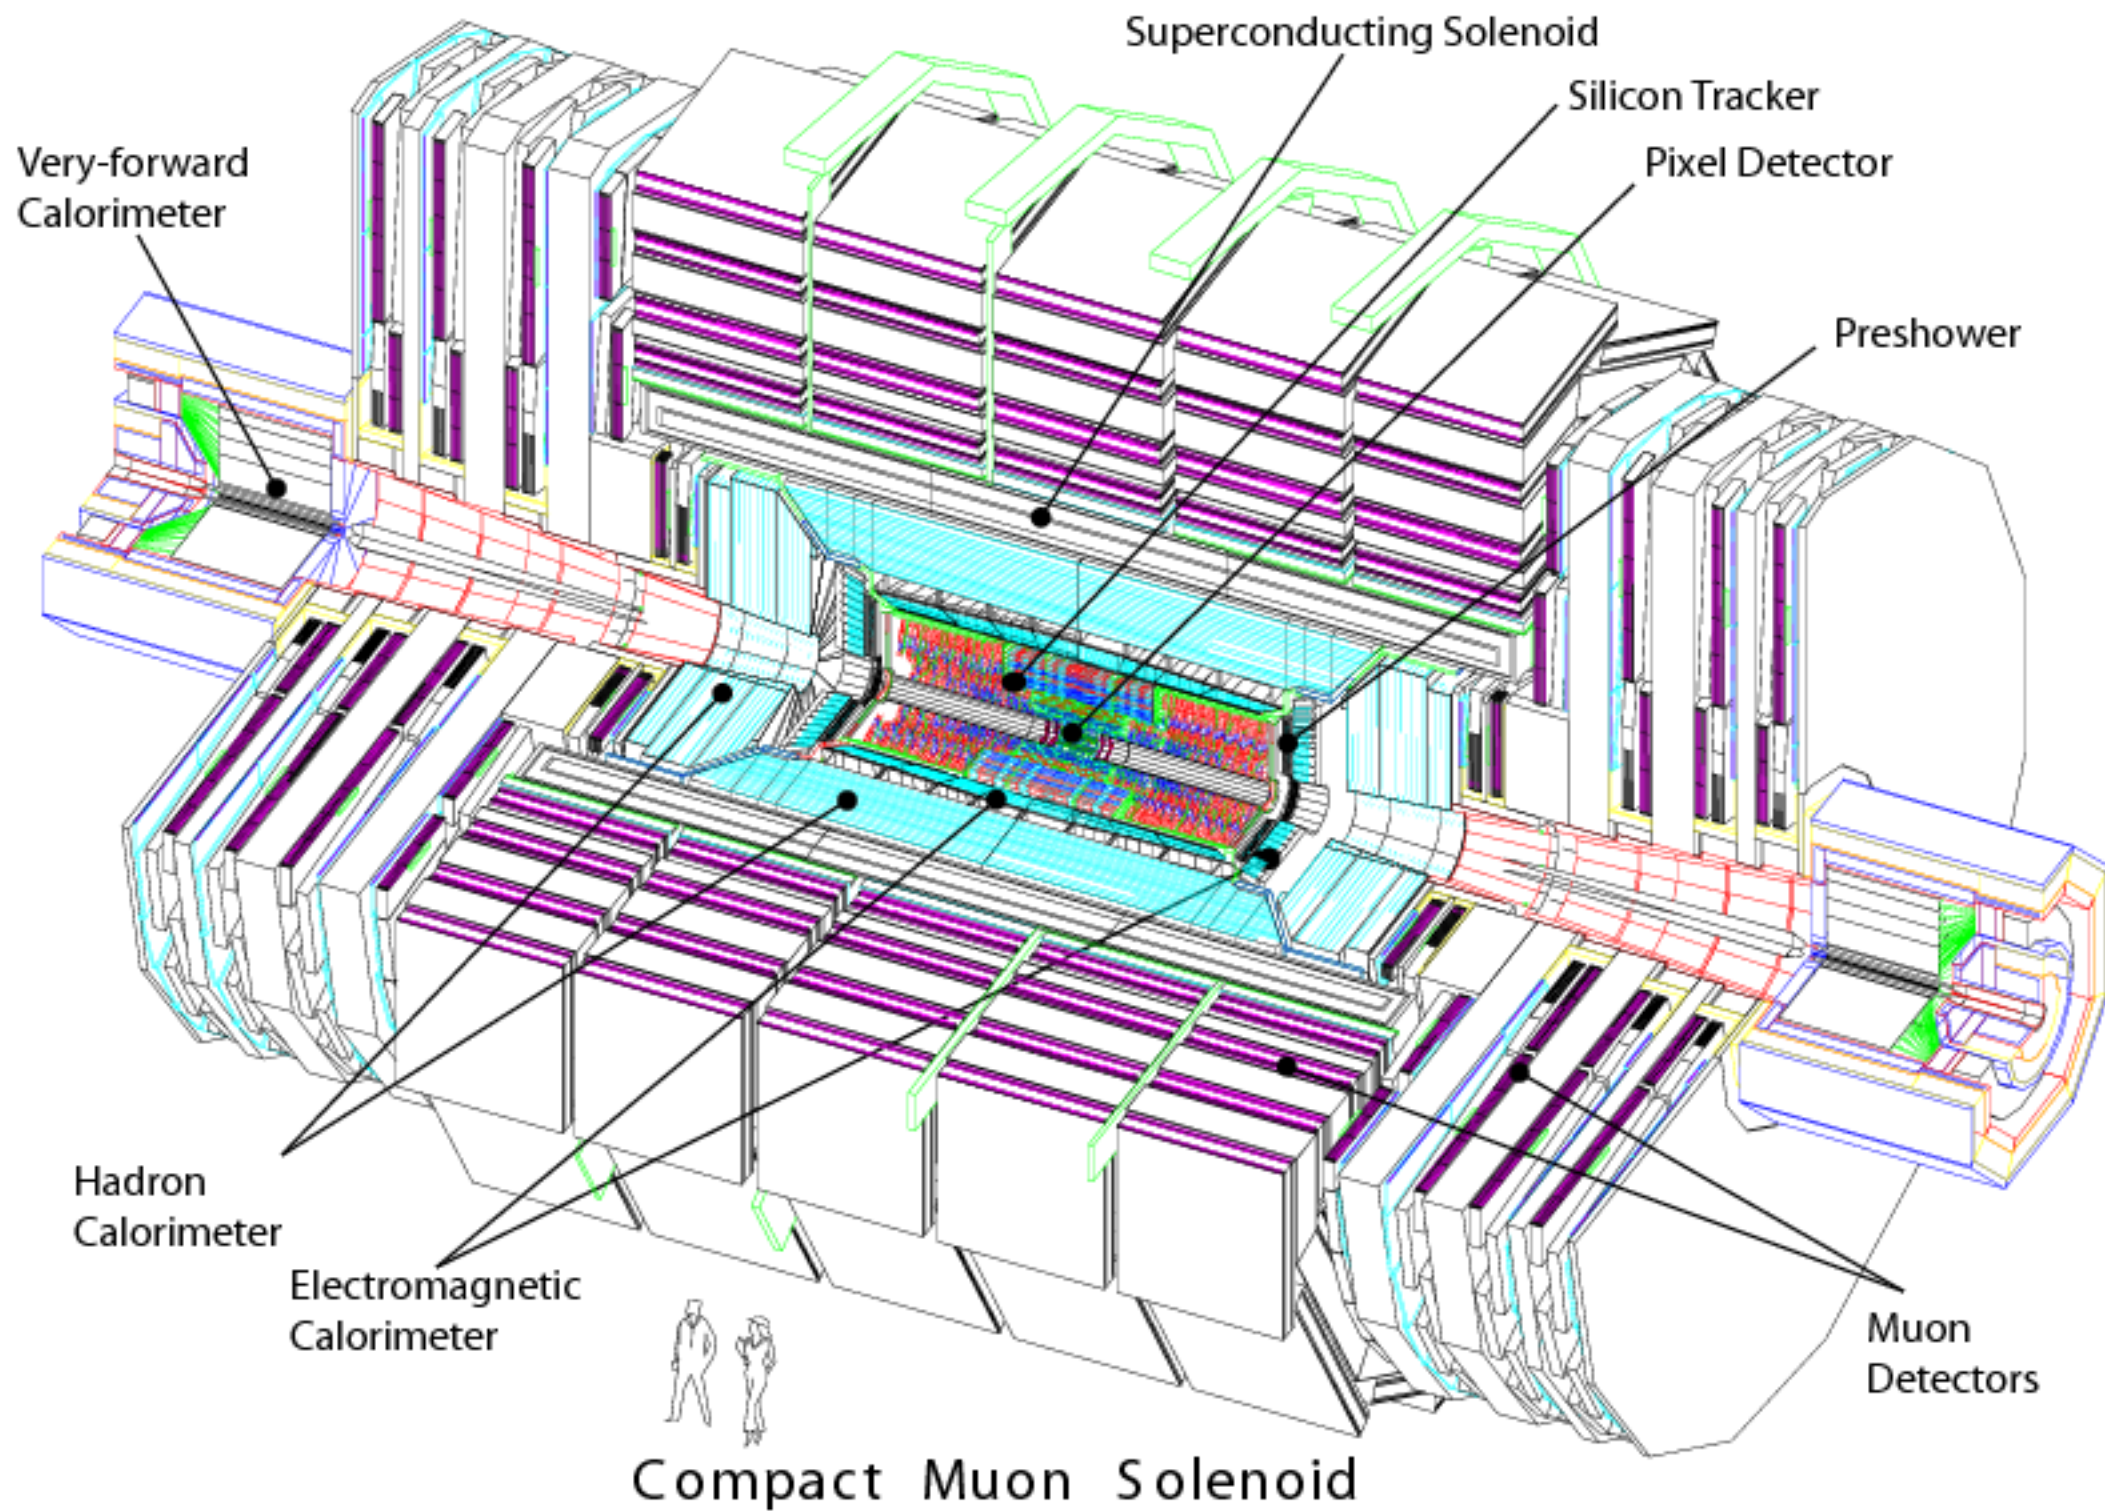 Superconducting Solenoid
Silicon Tracker
Pixel Detector
Very-forward
Calorimeter
Preshower
Hadron
Calorimeter
Electromagnetic
Calorimeter
Muon
Detectors
Compact Muon Solenoid